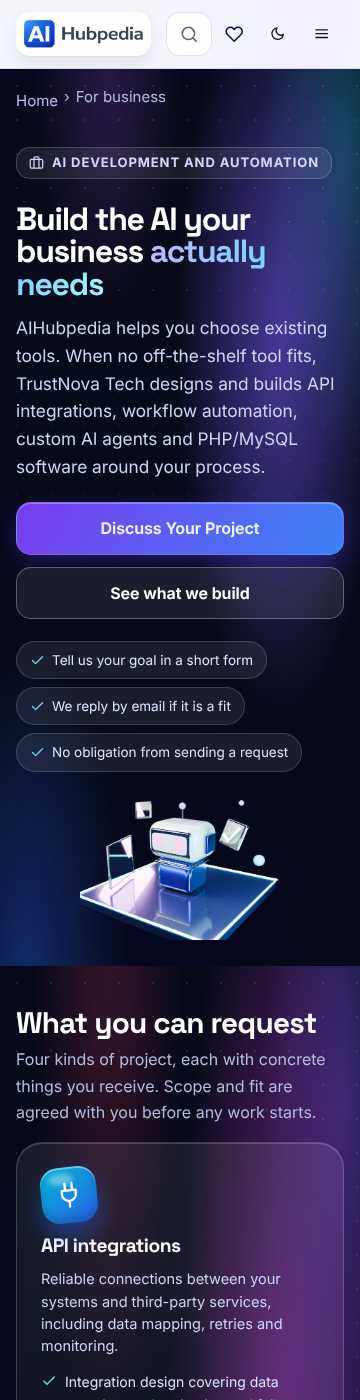 AI Hubpedia
Home › For business
AI DEVELOPMENT AND AUTOMATION
Build the AI your
business actually
needs
AIHubpedia helps you choose existing
tools. When no off-the-shelf tool fits,
TrustNova Tech designs and builds API
integrations, workflow automation,
custom AI agents and PHP/MySQL
software around your process.
Discuss Your Project
See what we build
Tell us your goal in a short form
We reply by email if it is a fit
No obligation from sending a request
What you can request
Four kinds of project, each with concrete
things you receive. Scope and fit are
agreed with you before any work starts.
API integrations
Reliable connections between your
systems and third-party services,
including data mapping, retries and
monitoring.
Integration design covering data